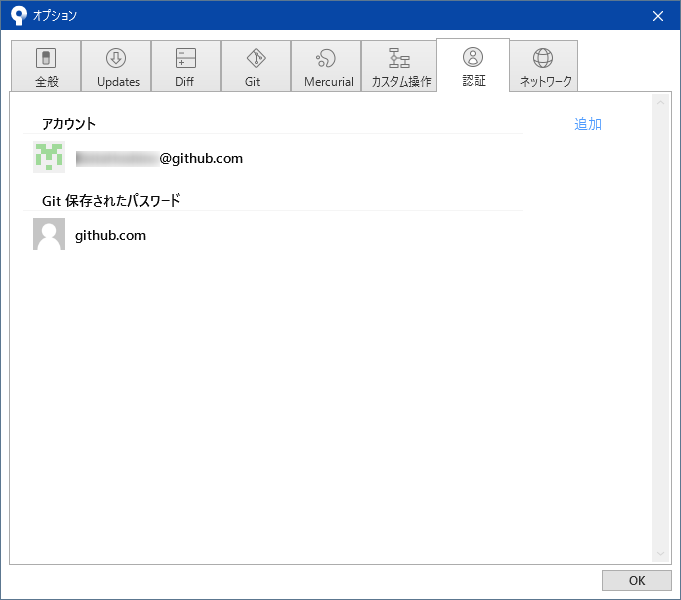 オプション
全般 Updates Diff Git Mercurial カスタム操作 認証 ネットワーク
アカウント 追加
@github.com
Git 保存されたパスワード
github.com
OK